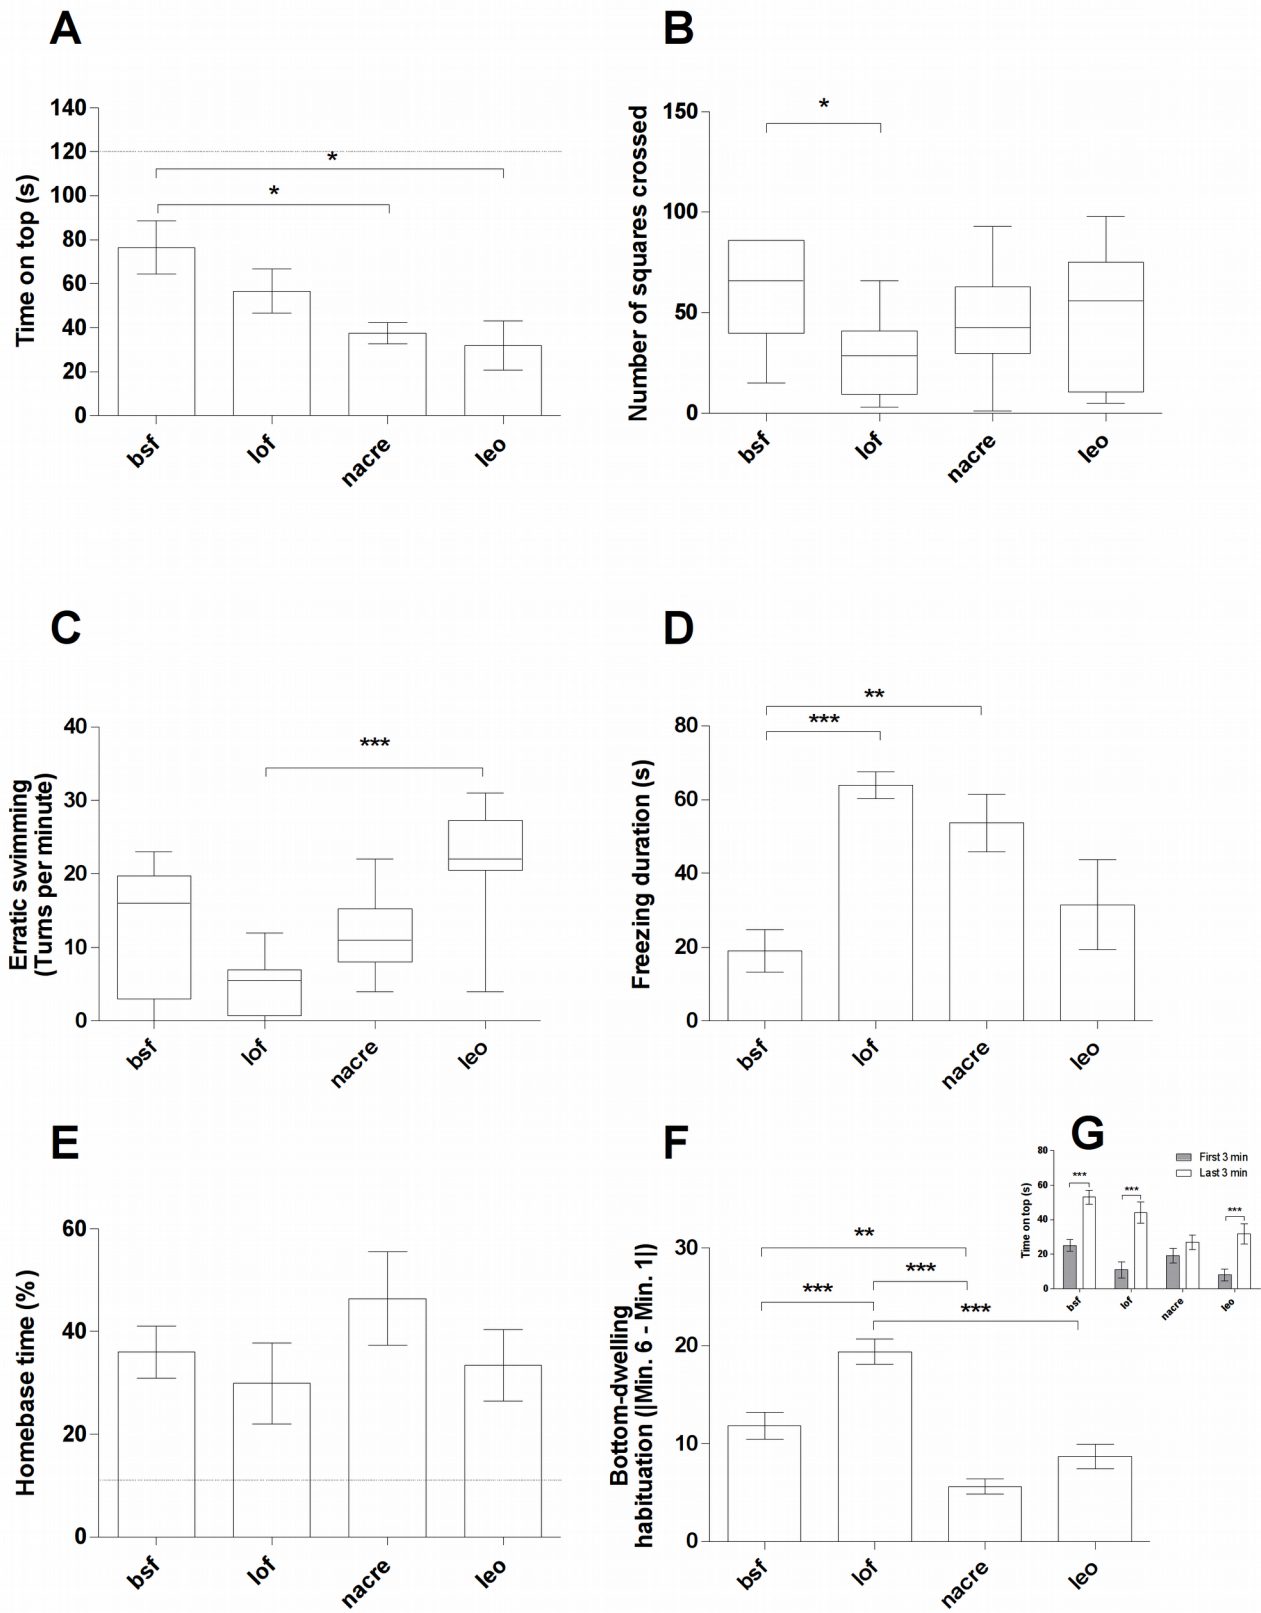 A
Time on top (s)
140
120
100
80
60
40
20
0
*
*
bsf
lof
nacre
leo
B
Number of squares crossed
150
100
50
0
*
bsf
lof
nacre
leo
C
Erratic swimming
(Turns per minute)
40
30
20
10
0
***
bsf
lof
nacre
leo
D
Freezing duration (s)
80
60
40
20
0
**
***
bsf
lof
nacre
leo
E
Homebase time (%)
60
40
20
0
bsf
lof
nacre
leo
F
Bottom-dwelling
habituation (|Min. 6 - Min. 1|)
30
20
10
0
**
***
***
***
bsf
lof
nacre
leo
G
Time on top (s)
80
60
40
20
0
First 3 min
Last 3 min
***
***
***
bsf
lof
nacre
leo